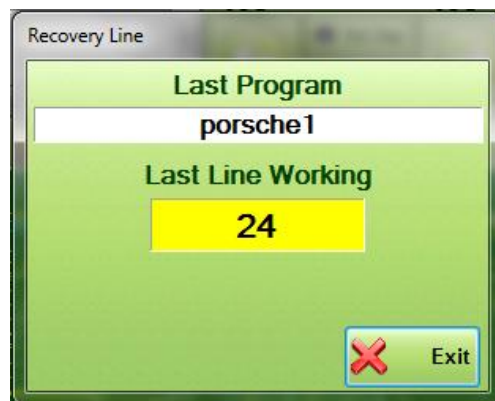 Recovery Line
Last Program
porsche1
Last Line Working
24
Exit